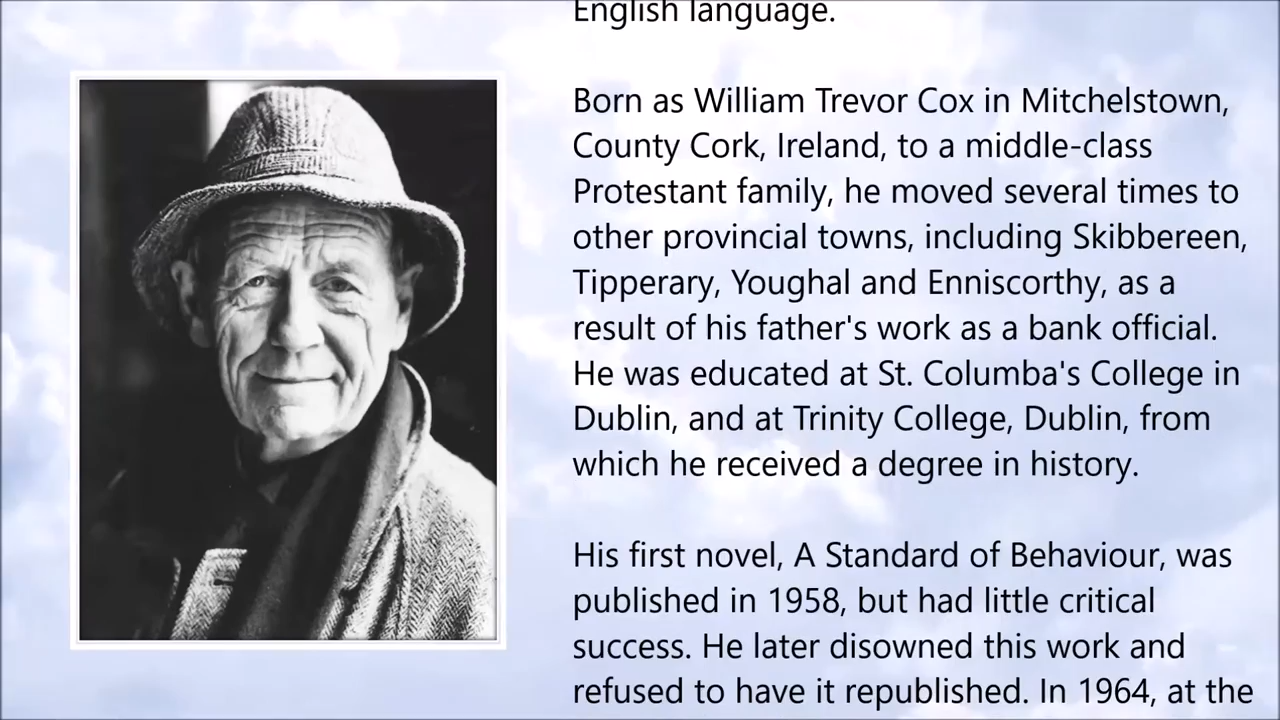 English language.
Born as William Trevor Cox in Mitchelstown,
County Cork, Ireland, to a middle-class
Protestant family, he moved several times to
other provincial towns, including Skibbereen,
Tipperary, Youghal and Enniscorthy, as a
result of his father's work as a bank official.
He was educated at St. Columba's College in
Dublin, and at Trinity College, Dublin, from
which he received a degree in history.
His first novel, A Standard of Behaviour, was
published in 1958, but had little critical
success. He later disowned this work and
refused to have it republished. In 1964, at the